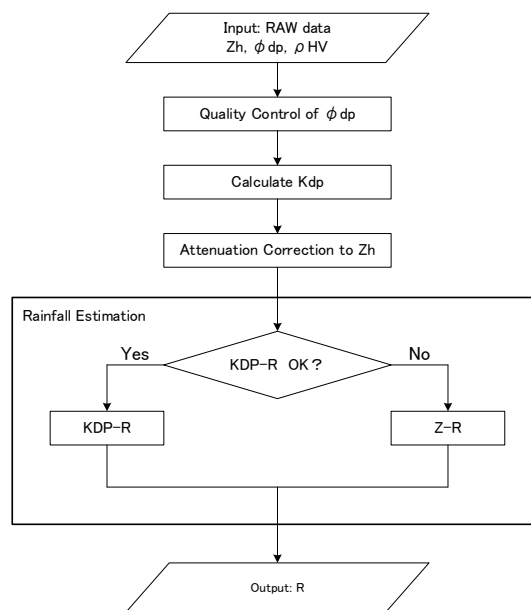 Input: RAW data
Zh, φdp, ρHV
Quality Control of φdp
Calculate Kdp
Attenuation Correction to Zh
Rainfall Estimation
Yes
KDP-R OK?
No
KDP-R
Z-R
Output: R